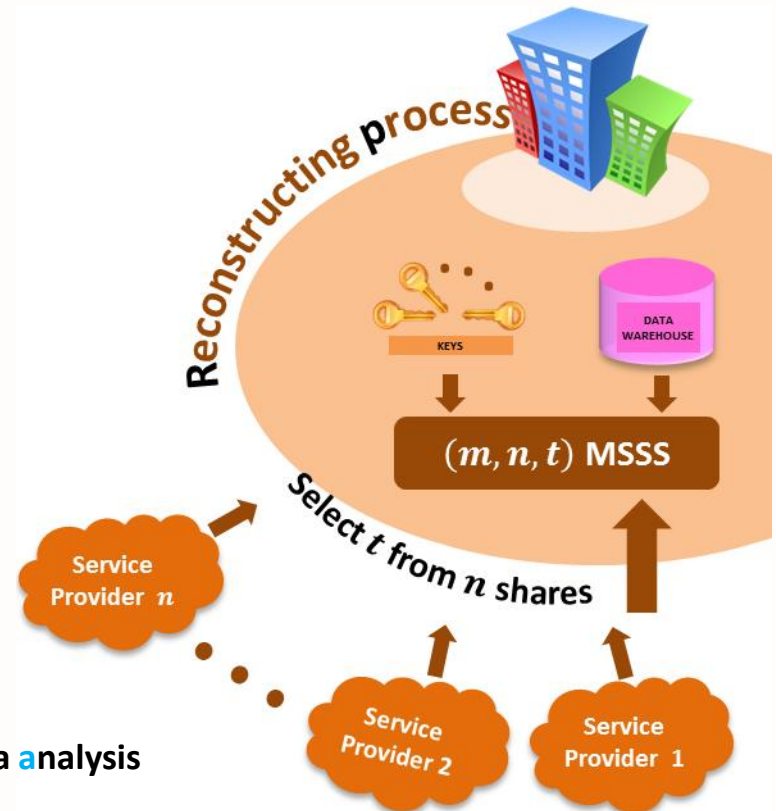 Reconstructing process
KEYS
DATA
WAREHOUSE
(m, n, t) MSSS
Select t from n shares
Service
Provider n
Service
Provider 2
Service
Provider 1
a analysis